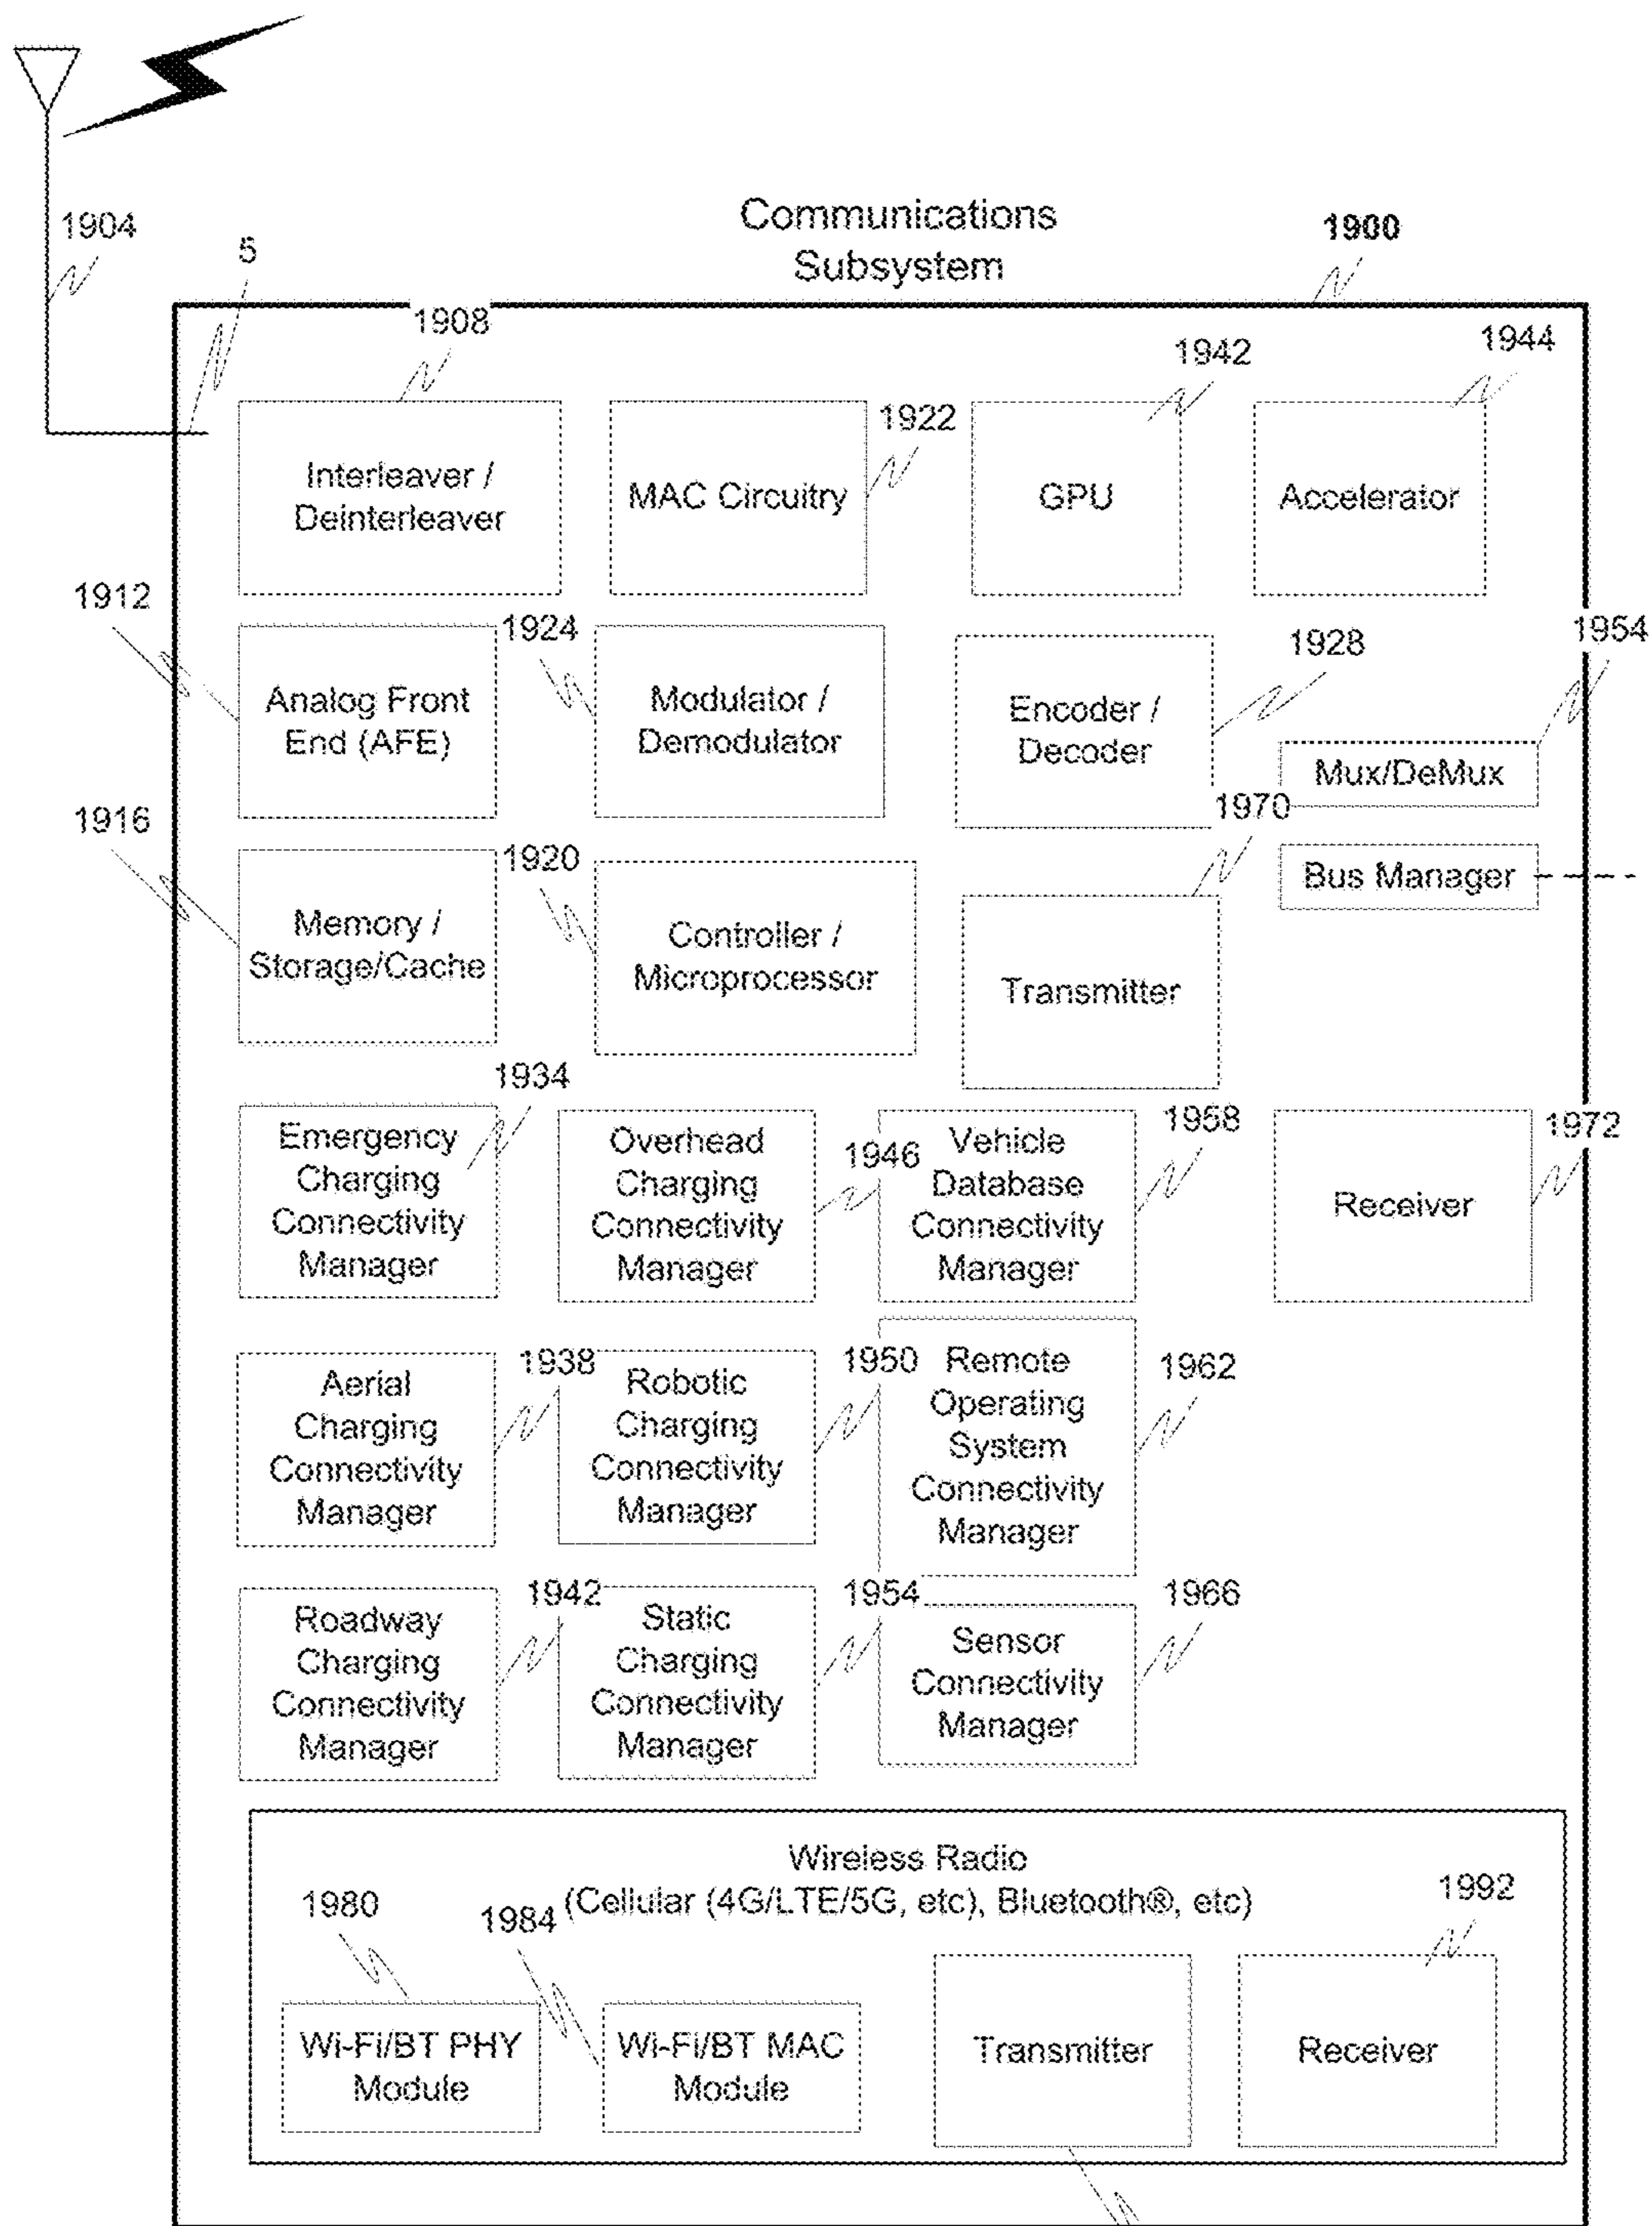 1904
5
Communications
Subsystem
1900
1908
1942
1944
1922
Interleaver /
Deinterleaver
MAC Circuitry
GPU
Accelerator
1912
1924
1928
1954
Analog Front
End (AFE)
Modulator /
Demodulator
Encoder /
Decoder
Mux/DeMux
1970
1916
1920
Bus Manager
Memory /
Storage/Cache
Controller /
Microprocessor
Transmitter
1934
Emergency
Charging
Connectivity
Manager
Overhead
Charging
Connectivity
Manager
1946
Vehicle
Database
Connectivity
Manager
1958
Receiver
1972
Aerial
Charging
Connectivity
Manager
1938
Robotic
Charging
Connectivity
Manager
1950
Remote
Operating
System
Connectivity
Manager
1962
Roadway
Charging
Connectivity
Manager
1942
Static
Charging
Connectivity
Manager
1954
Sensor
Connectivity
Manager
1966
Wireless Radio
(Cellular (4G/LTE/5G, etc), Bluetooth®, etc)
1980
1984
1992
Wi-Fi/BT PHY
Module
Wi-Fi/BT MAC
Module
Transmitter
Receiver